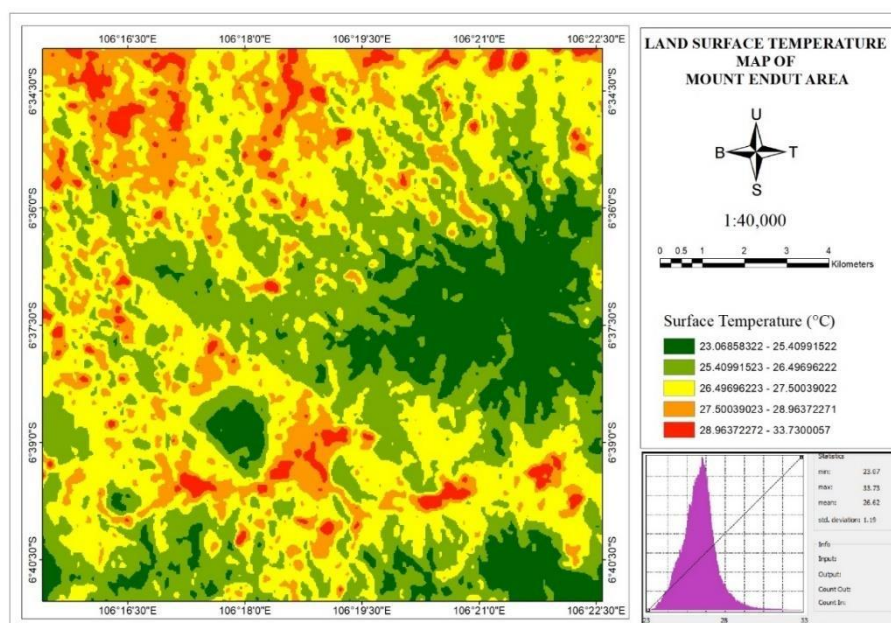 106°16'30"E 106°18'0"E 106°19'30"E 106°21'0"E 106°22'30"E
6°34'30"S 6°34'30"S
6°36'0"S 6°36'0"S
6°37'30"S 6°37'30"S
6°39'0"S 6°39'0"S
6°40'30"S 6°40'30"S
106°16'30"E 106°18'0"E 106°19'30"E 106°21'0"E 106°22'30"E
LAND SURFACE TEMPERATURE
MAP OF
MOUNT ENDUT AREA
U
B T
S
1:40,000
0 0.5 1 2 3 4
Kilometers
Surface Temperature (°C)
23.06858322 - 25.40991522
25.40991523 - 26.49696222
26.49696223 - 27.50039022
27.50039023 - 28.96372271
28.96372272 - 33.7300057
Statistics
min: 23.07
max: 33.73
mean: 26.62
std. deviation: 1.19
Info
Input:
Output:
Count Out:
Count In:
23 28 33